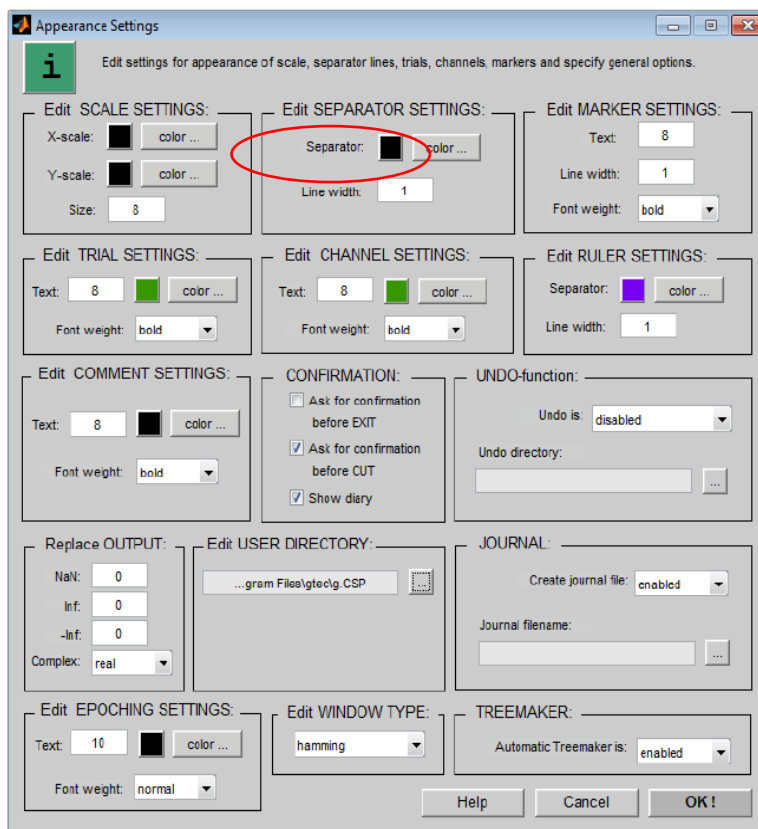 Appearance Settings
i
Edit settings for appearance of scale, separator lines, trials, channels, markers and specify general options.
Edit SCALE SETTINGS:
X-scale: color ...
Y-scale: color ...
Size: 8
Edit SEPARATOR SETTINGS:
Separator: color ...
Line width: 1
Edit MARKER SETTINGS:
Text: 8
Line width: 1
Font weight: bold
Edit TRIAL SETTINGS:
Text: 8 color ...
Font weight: bold
Edit CHANNEL SETTINGS:
Text: 8 color ...
Font weight: bold
Edit RULER SETTINGS:
Separator: color ...
Line width: 1
Edit COMMENT SETTINGS:
Text: 8 color ...
Font weight: bold
CONFIRMATION:
Ask for confirmation
before EXIT
Ask for confirmation
before CUT
Show diary
UNDO-function:
Undo is: disabled
Undo directory:
...
Replace OUTPUT:
NaN: 0
Inf: 0
-Inf: 0
Complex: real
Edit USER DIRECTORY:
...gram Files\gtec\g.CSP ...
JOURNAL:
Create journal file: enabled
Journal filename:
...
Edit EPOCHING SETTINGS:
Text: 10 color ...
Font weight: normal
Edit WINDOW TYPE:
hamming
TREEMAKER:
Automatic Treemaker is: enabled
Help Cancel OK !